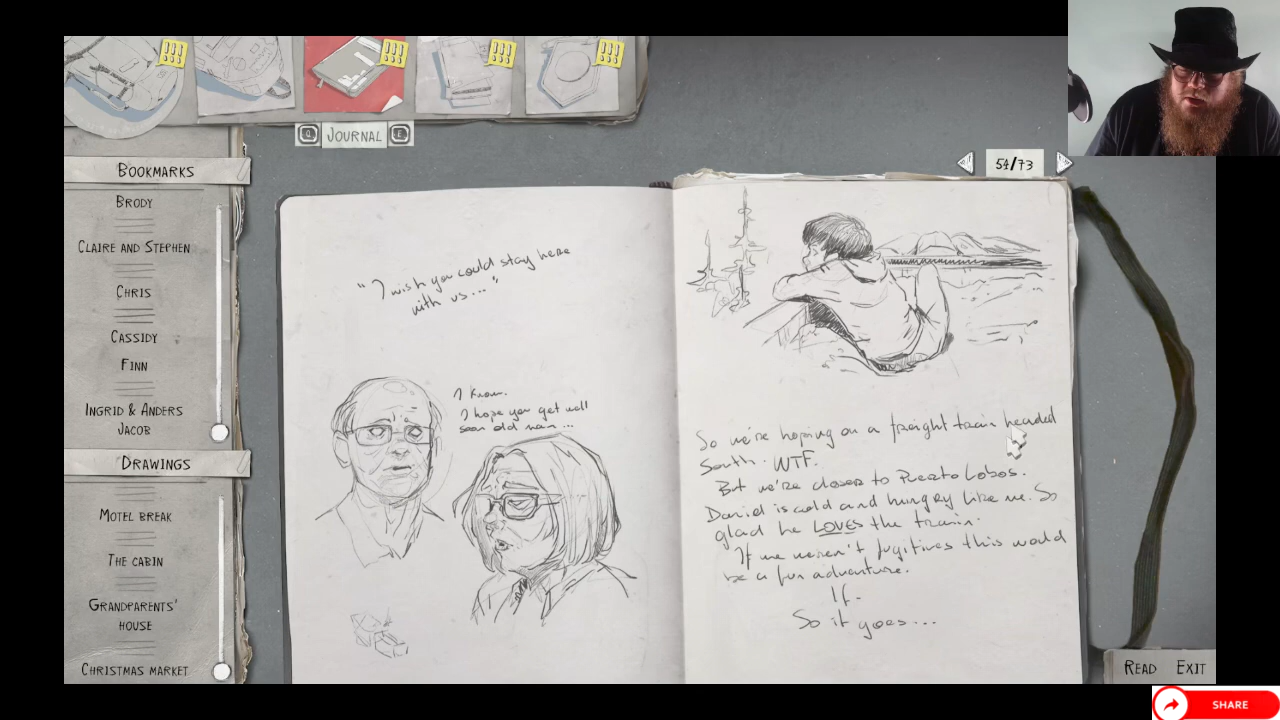 Q JOURNAL E
54/73
BOOKMARKS
BRODY
CLAIRE AND STEPHEN
CHRIS
CASSIDY
FINN
INGRID & ANDERS
JACOB
DRAWINGS
MOTEL BREAK
THE CABIN
GRANDPARENTS'
HOUSE
CHRISTMAS MARKET
"I wish you could stay here
with us..."
I know.
I hope you get well
soon old man...
So we're hoping on a freight train headed
South. WTF.
But we're closer to Puerto Lobos.
Daniel is cold and hungry like me. So
glad he LOVES the train.
If we weren't fugitives this would
be a fun adventure.
If.
So it goes...
READ EXIT
SHARE